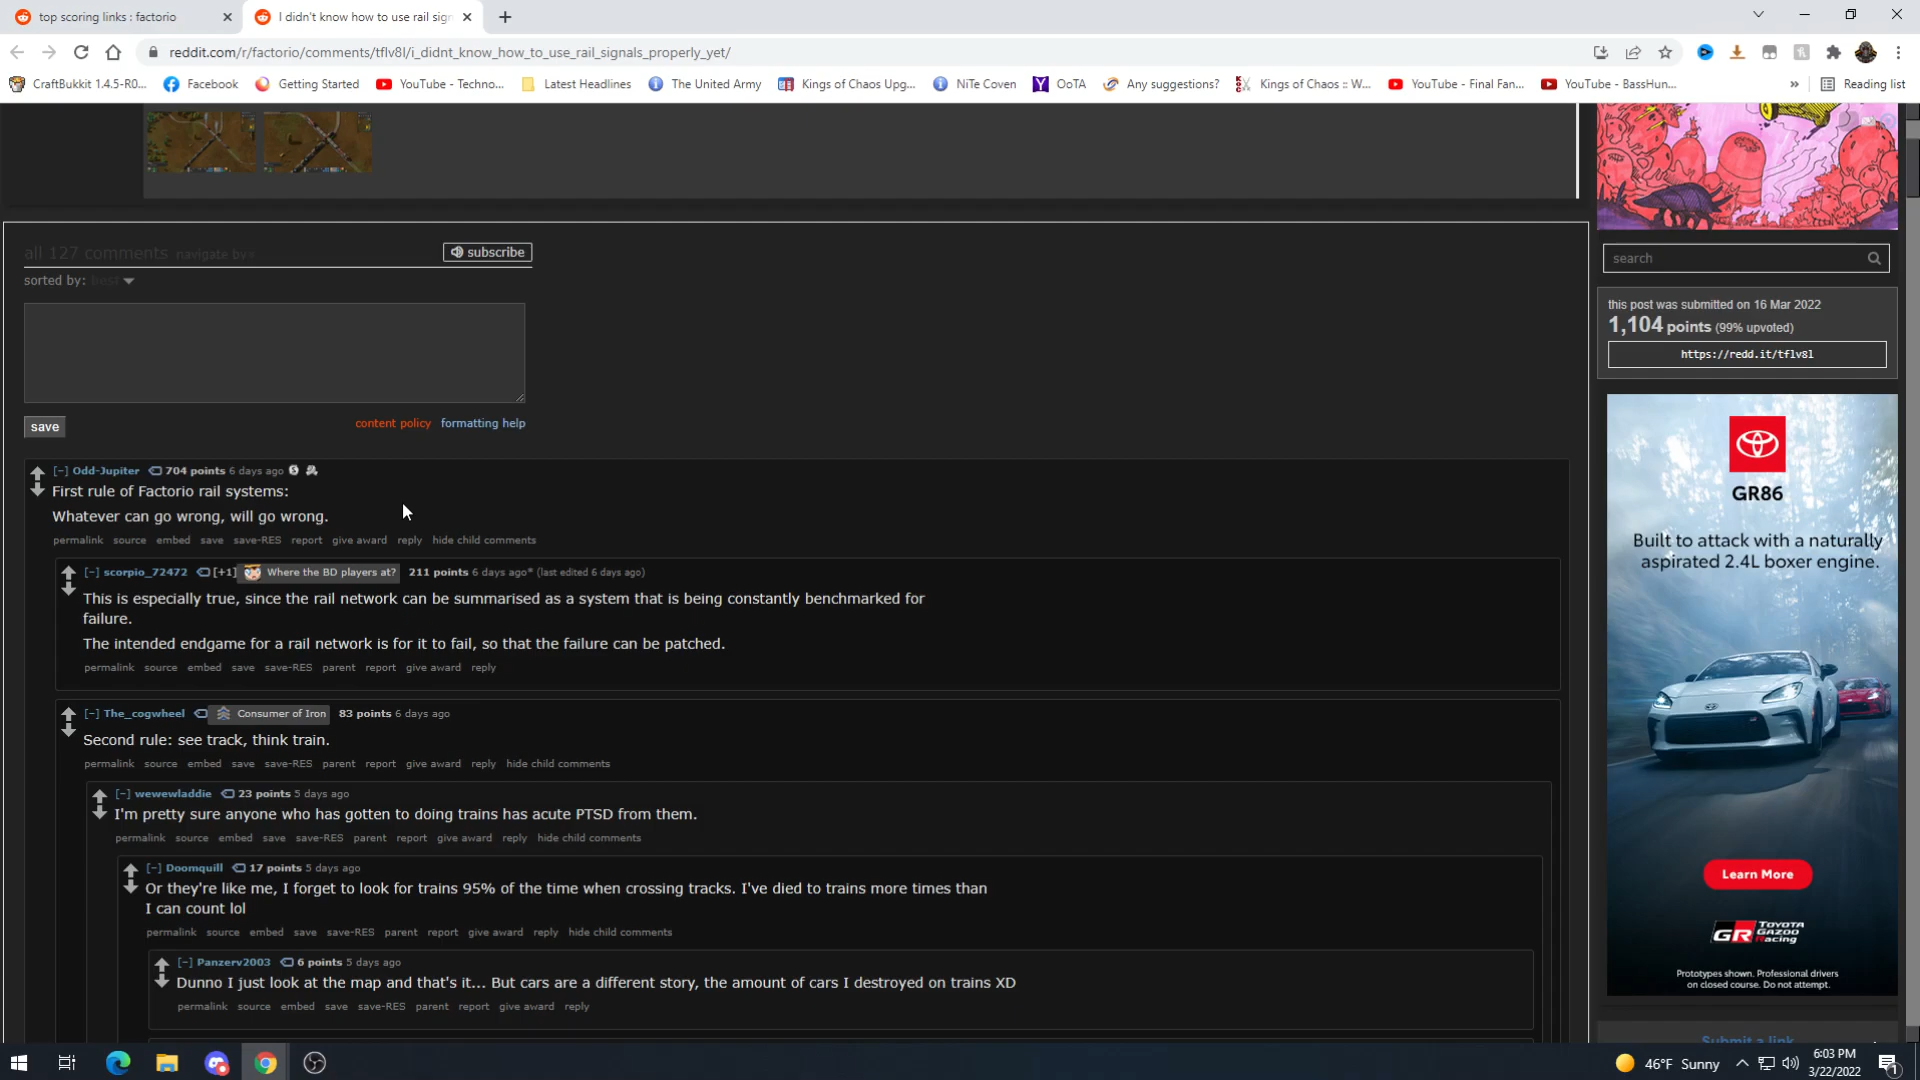 top scoring links : factorio
I didn't know how to use rail sign
reddit.com/r/factorio/comments/tflv8l/i_didnt_know_how_to_use_rail_signals_properly_yet/
CraftBukkit 1.4.5-R0...
Facebook
Getting Started
YouTube - Techno...
Latest Headlines
The United Army
Kings of Chaos Upg...
NiTe Coven
OoTA
Any suggestions?
Kings of Chaos :: W...
YouTube - Final Fan...
YouTube - BassHun...
»
Reading list
all 127 comments navigate by
subscribe
sorted by: best
save
content policy formatting help
[-] Odd-Jupiter 704 points 6 days ago
First rule of Factorio rail systems:
Whatever can go wrong, will go wrong.
permalink source embed save save-RES report give award reply hide child comments
[-] scorpio_72472 [+1] Where the BD players at? 211 points 6 days ago* (last edited 6 days ago)
This is especially true, since the rail network can be summarised as a system that is being constantly benchmarked for
failure.
The intended endgame for a rail network is for it to fail, so that the failure can be patched.
permalink source embed save save-RES parent report give award reply
[-] The_cogwheel Consumer of Iron 83 points 6 days ago
Second rule: see track, think train.
permalink source embed save save-RES parent report give award reply hide child comments
[-] wewewladdie 23 points 5 days ago
I'm pretty sure anyone who has gotten to doing trains has acute PTSD from them.
permalink source embed save save-RES parent report give award reply hide child comments
[-] Doomquill 17 points 5 days ago
Or they're like me, I forget to look for trains 95% of the time when crossing tracks. I've died to trains more times than
I can count lol
permalink source embed save save-RES parent report give award reply hide child comments
[-] Panzerv2003 6 points 5 days ago
Dunno I just look at the map and that's it... But cars are a different story, the amount of cars I destroyed on trains XD
permalink source embed save save-RES parent report give award reply
search
this post was submitted on 16 Mar 2022
1,104 points (99% upvoted)
https://redd.it/tflv8l
GR86
Built to attack with a naturally
aspirated 2.4L boxer engine.
Learn More
GR TOYOTA
GAZOO
Racing
Prototypes shown. Professional drivers
on closed course. Do not attempt.
Submit a link
46°F Sunny
6:03 PM
3/22/2022
1